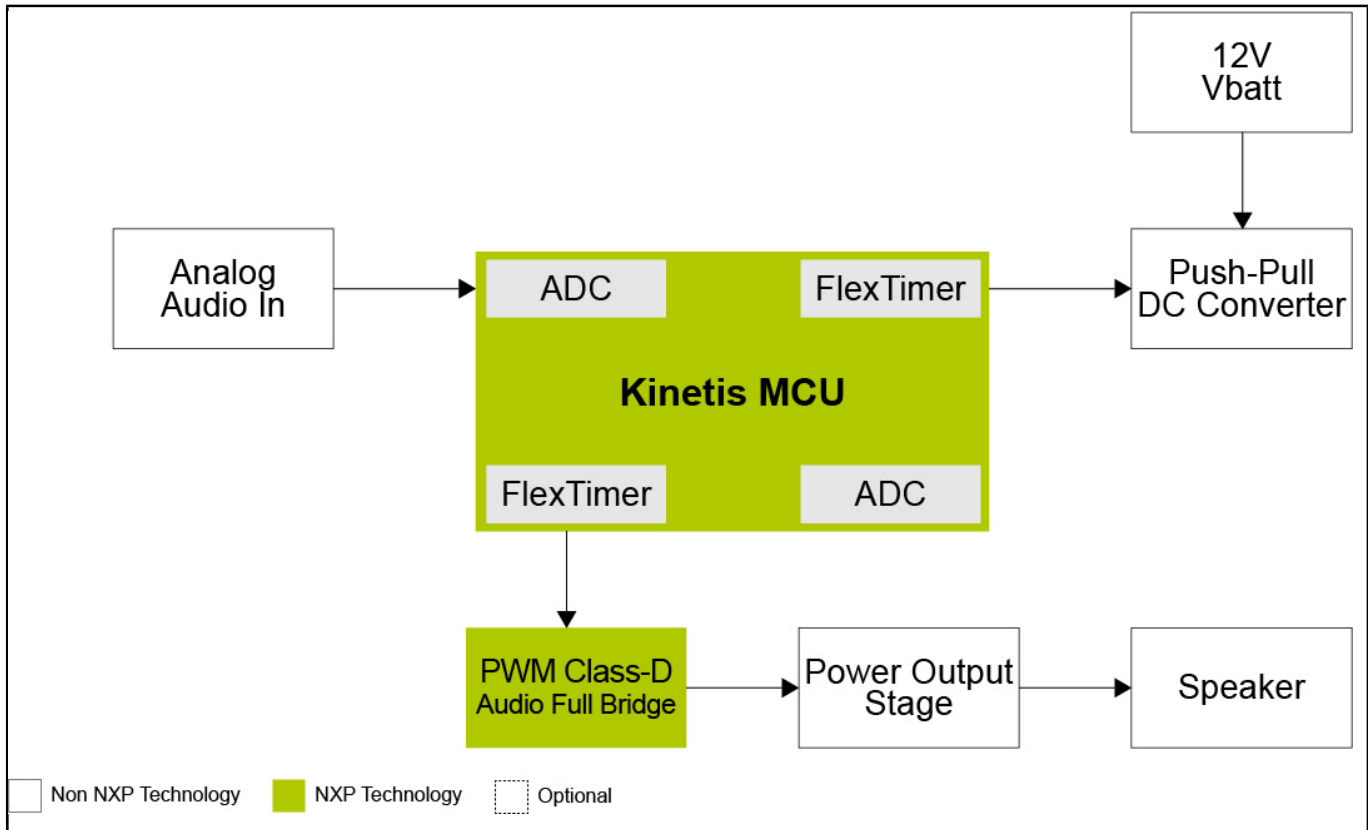 12V
Vbatt
Analog
Audio In
ADC
FlexTimer
Push-Pull
DC Converter
Kinetis MCU
FlexTimer
ADC
PWM Class-D
Audio Full Bridge
Power Output
Stage
Speaker
Non NXP Technology
NXP Technology
Optional